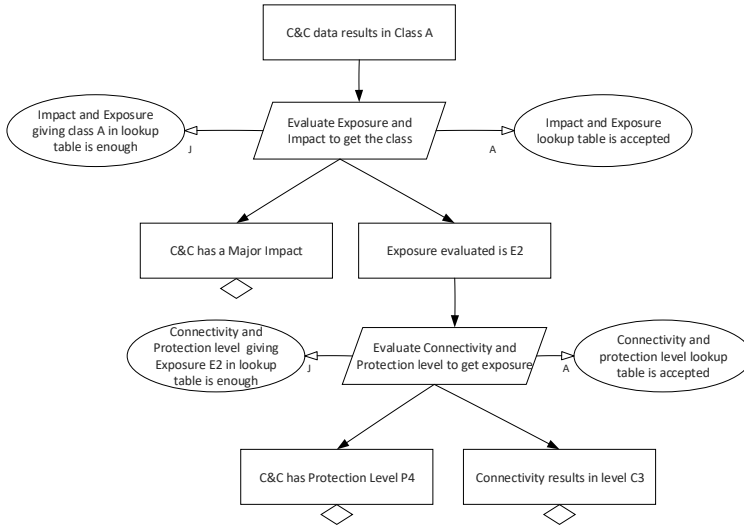 C&C data results in Class A
Impact and Exposure
giving class A in lookup
table is enough
J
Evaluate Exposure and
Impact to get the class
A
Impact and Exposure
lookup table is accepted
C&C has a Major Impact
Exposure evaluated is E2
Connectivity and
Protection level giving
Exposure E2 in lookup
table is enough
J
Evaluate Connectivity and
Protection level to get exposure
A
Connectivity and
protection level lookup
table is accepted
C&C has Protection Level P4
Connectivity results in level C3